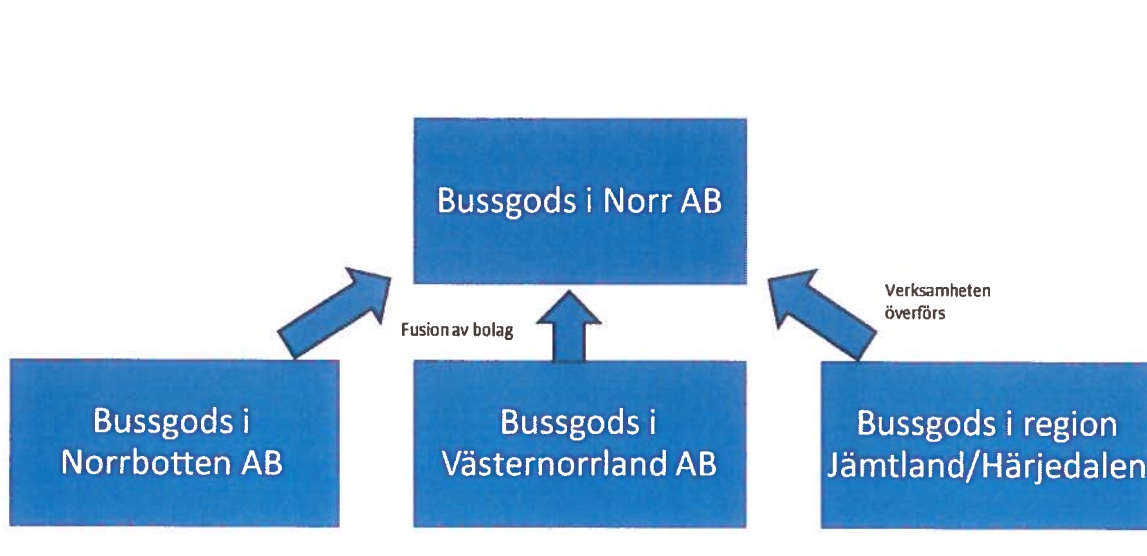 Bussgods i Norr AB
Verksamheten
överförs
Fusion av bolag
Bussgods i
Norrbotten AB
Bussgods i
Västernorrland AB
Bussgods i region
Jämtland/Härjedalen